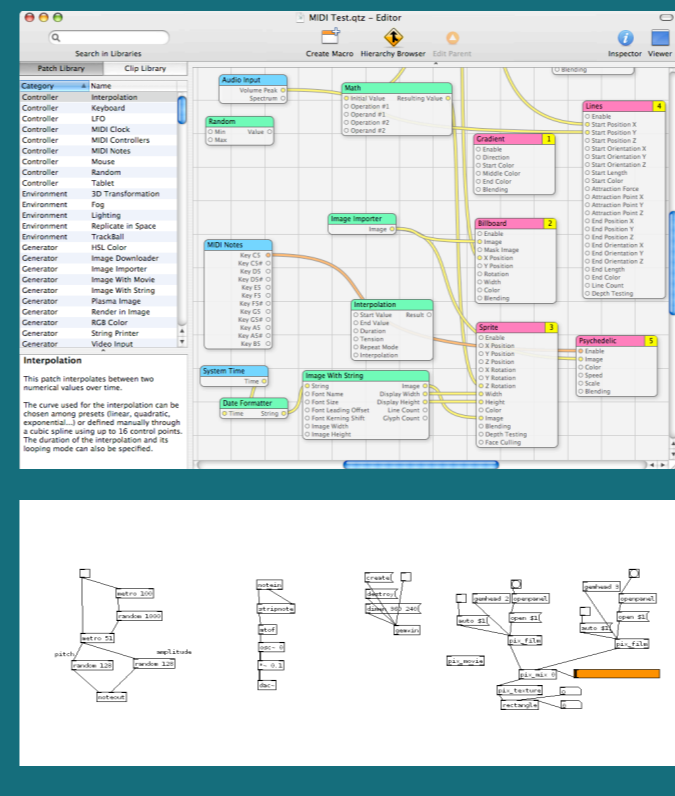 MIDI Test.qtz – Editor
Search in Libraries
Create Macro Hierarchy Browser Edit Parent
Inspector Viewer
Patch Library Clip Library
Category Name
Controller Interpolation
Controller Keyboard
Controller LFO
Controller MIDI Clock
Controller MIDI Controllers
Controller MIDI Notes
Controller Mouse
Controller Random
Controller Tablet
Environment 3D Transformation
Environment Fog
Environment Lighting
Environment Replicate in Space
Environment TrackBall
Generator HSL Color
Generator Image Downloader
Generator Image Importer
Generator Image With Movie
Generator Image With String
Generator Plasma Image
Generator Render in Image
Generator RGB Color
Generator String Printer
Generator Video Input
Interpolation
This patch interpolates between two
numerical values over time.
The curve used for the interpolation can be
chosen among presets (linear, quadratic,
exponential...) or defined manually through
a cubic spline using up to 16 control points.
The duration of the interpolation and its
looping mode can also be specified.
Audio Input
Volume Peak
Spectrum
Random
Min Value
Max
Math
Initial Value Resulting Value
Operation #1
Operand #1
Operation #2
Operand #2
Blending
Gradient 1
Enable
Direction
Start Color
Middle Color
End Color
Blending
Lines 4
Enable
Start Position X
Start Position Y
Start Position Z
Start Orientation X
Start Orientation Y
Start Orientation Z
Start Length
Start Color
Attraction Force
Attraction Point X
Attraction Point Y
Attraction Point Z
End Position X
End Position Y
End Position Z
End Orientation X
End Orientation Y
End Orientation Z
End Length
End Color
Line Count
Depth Testing
Image Importer
Image
Billboard 2
Enable
Image
Mask Image
X Position
Y Position
Rotation
Width
Color
Blending
MIDI Notes
Key C5
Key C5#
Key D5
Key D5#
Key E5
Key F5
Key F5#
Key G5
Key G5#
Key A5
Key A5#
Key B5
Interpolation
Start Value Result
End Value
Duration
Tension
Repeat Mode
Interpolation
Sprite 3
Enable
X Position
Y Position
Z Position
X Rotation
Y Rotation
Z Rotation
Width
Height
Color
Image
Blending
Depth Testing
Face Culling
Psychedelic 5
Enable
Image
Color
Speed
Scale
Blending
System Time
Time
Date Formatter
Time String
Image With String
String Image
Font Name Display Width
Font Size Display Height
Font Leading Offset Line Count
Font Kerning Shift Glyph Count
Image Width
Image Height
metro 100
random 1000
metro 51
pitch amplitude
random 128 random 128
noteout
notein
stripnote
mtof
osc~ 0
*~ 0.1
dac~
create
destroy
dimen 360 240
gemwin
gemhead 2 openpanel
auto $1 open $1
pix_film
pix_movie
gemhead 3
openpanel
open $1
auto $1
pix_film
pix_mix 0
pix_texture 0
rectangle